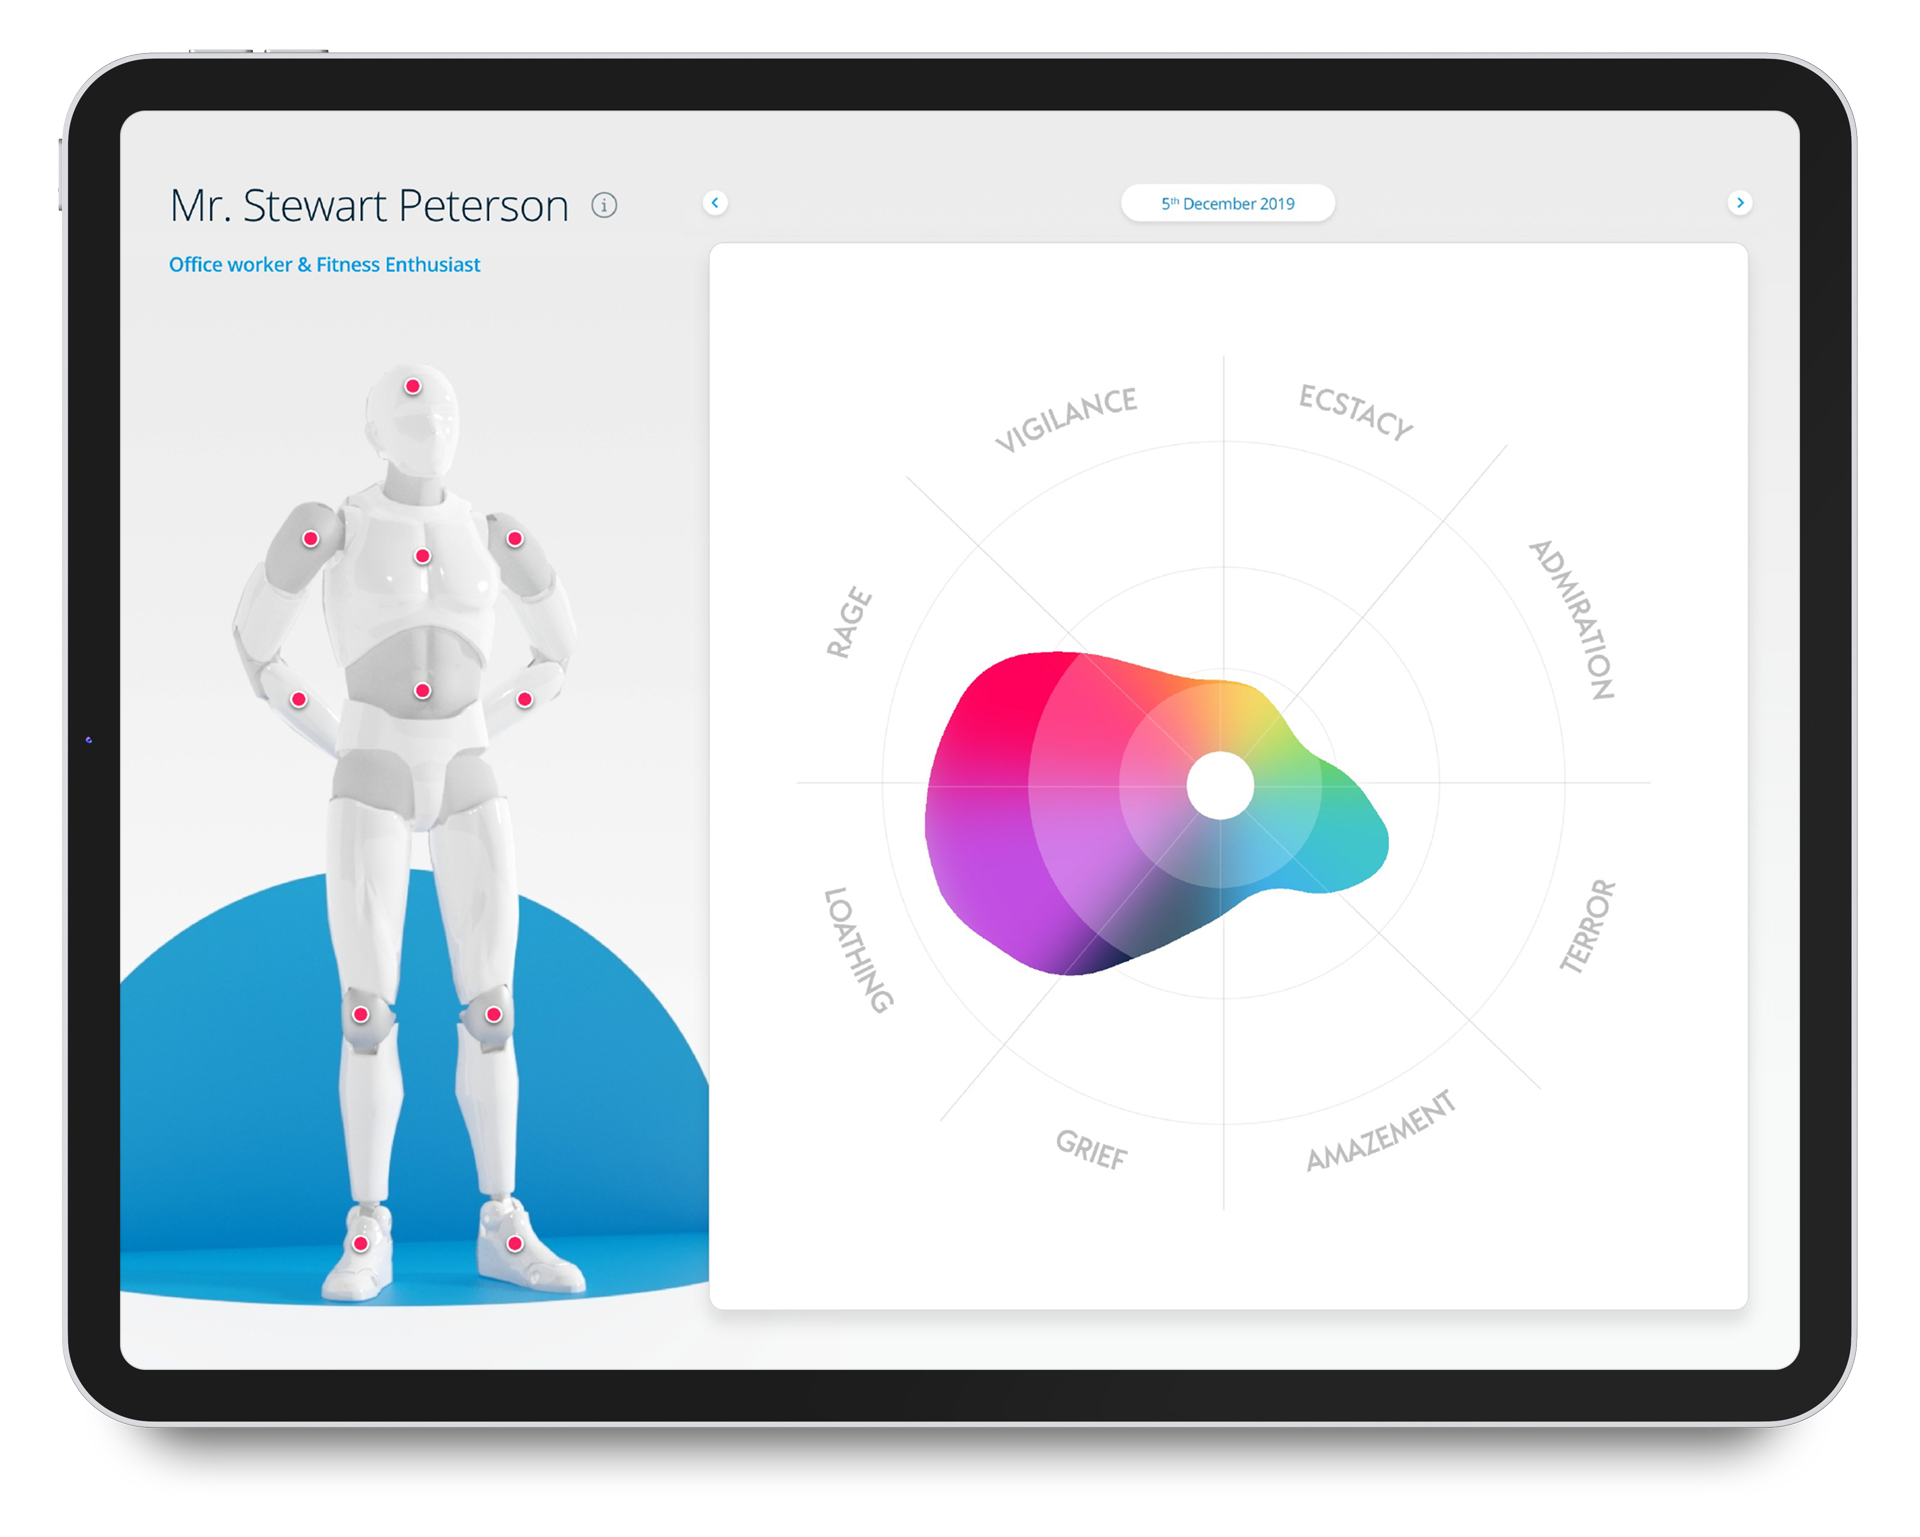 Mr. Stewart Peterson
Office worker & Fitness Enthusiast
5th December 2019
VIGILANCE
ECSTACY
ADMIRATION
TERROR
AMAZEMENT
GRIEF
LOATHING
RAGE